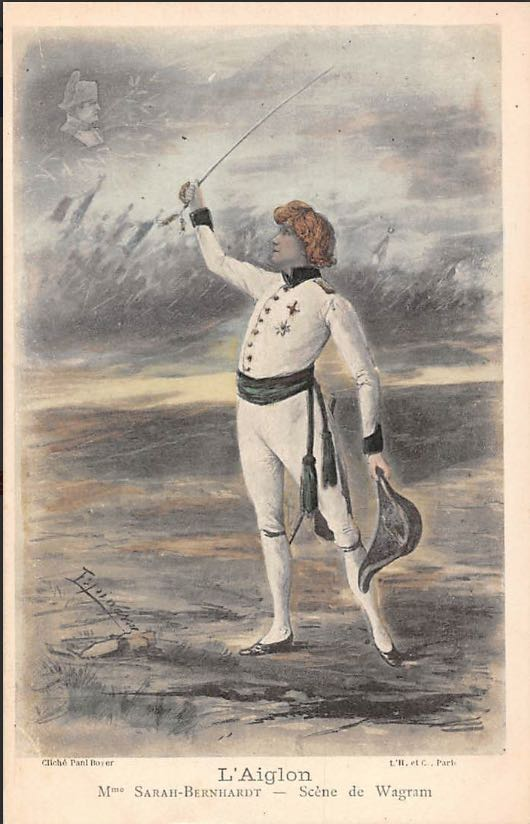 Cliché Paul Boyer
L'H. et C., Paris
L'Aiglon
Mme SARAH-BERNHARDT — Scène de Wagram